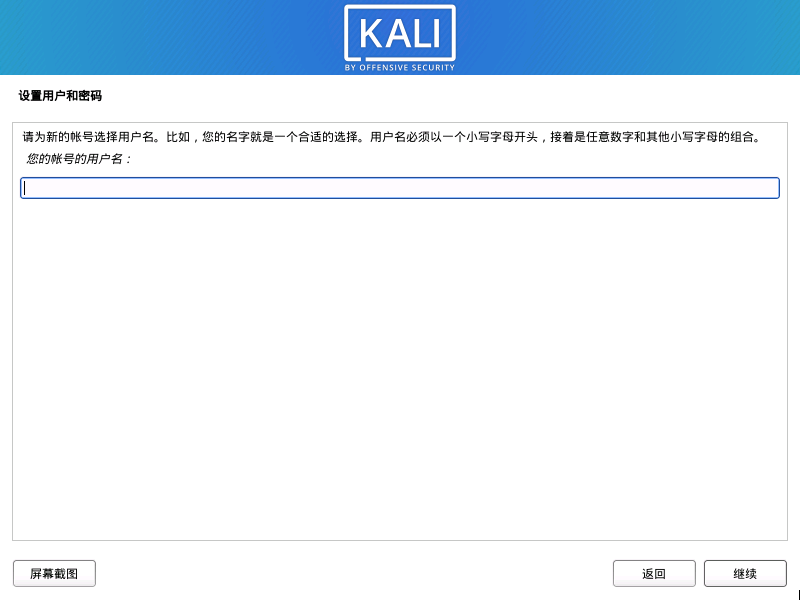 KALI
BY OFFENSIVE SECURITY
设置用户和密码
请为新的帐号选择用户名。比如，您的名字就是一个合适的选择。用户名必须以一个小写字母开头，接着是任意数字和其他小写字母的组合。
您的帐号的用户名：
屏幕截图
返回
继续